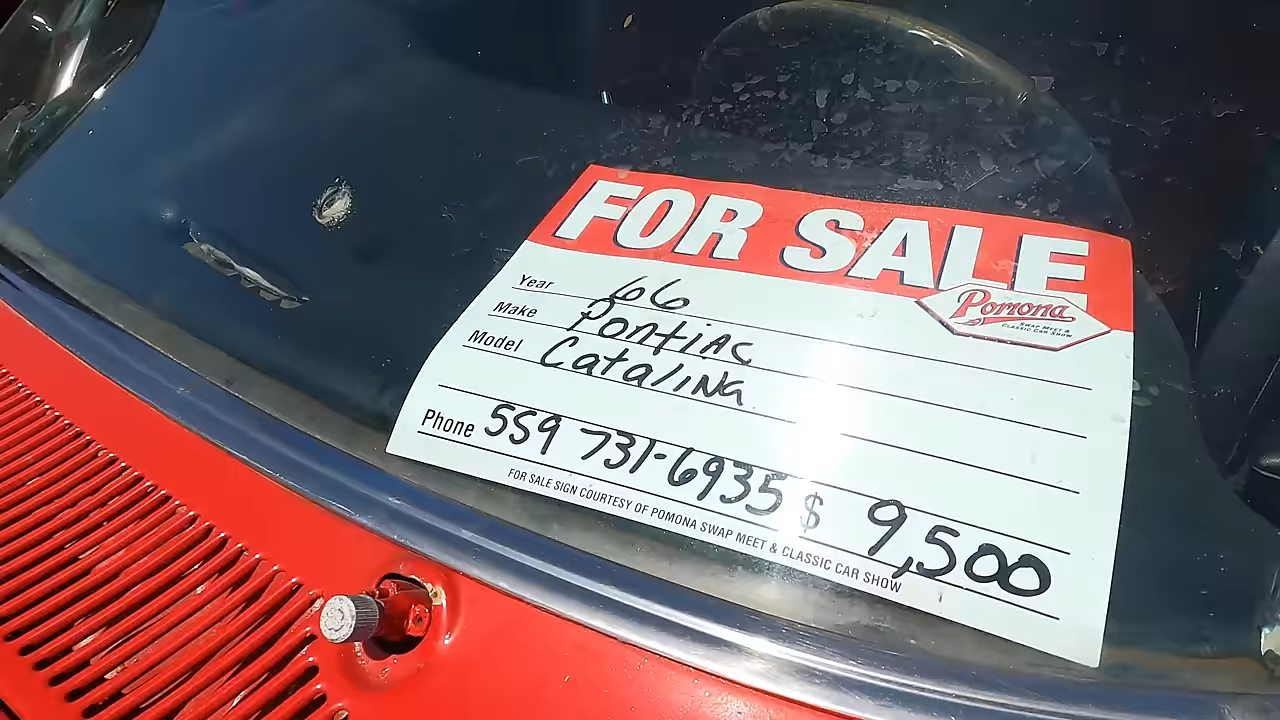 FOR SALE
Pomona
SWAP MEET &
CLASSIC CAR SHOW
Year 66
Make Pontiac
Model Catalina
Phone 559 731-6935 $ 9,500
FOR SALE SIGN COURTESY OF POMONA SWAP MEET & CLASSIC CAR SHOW